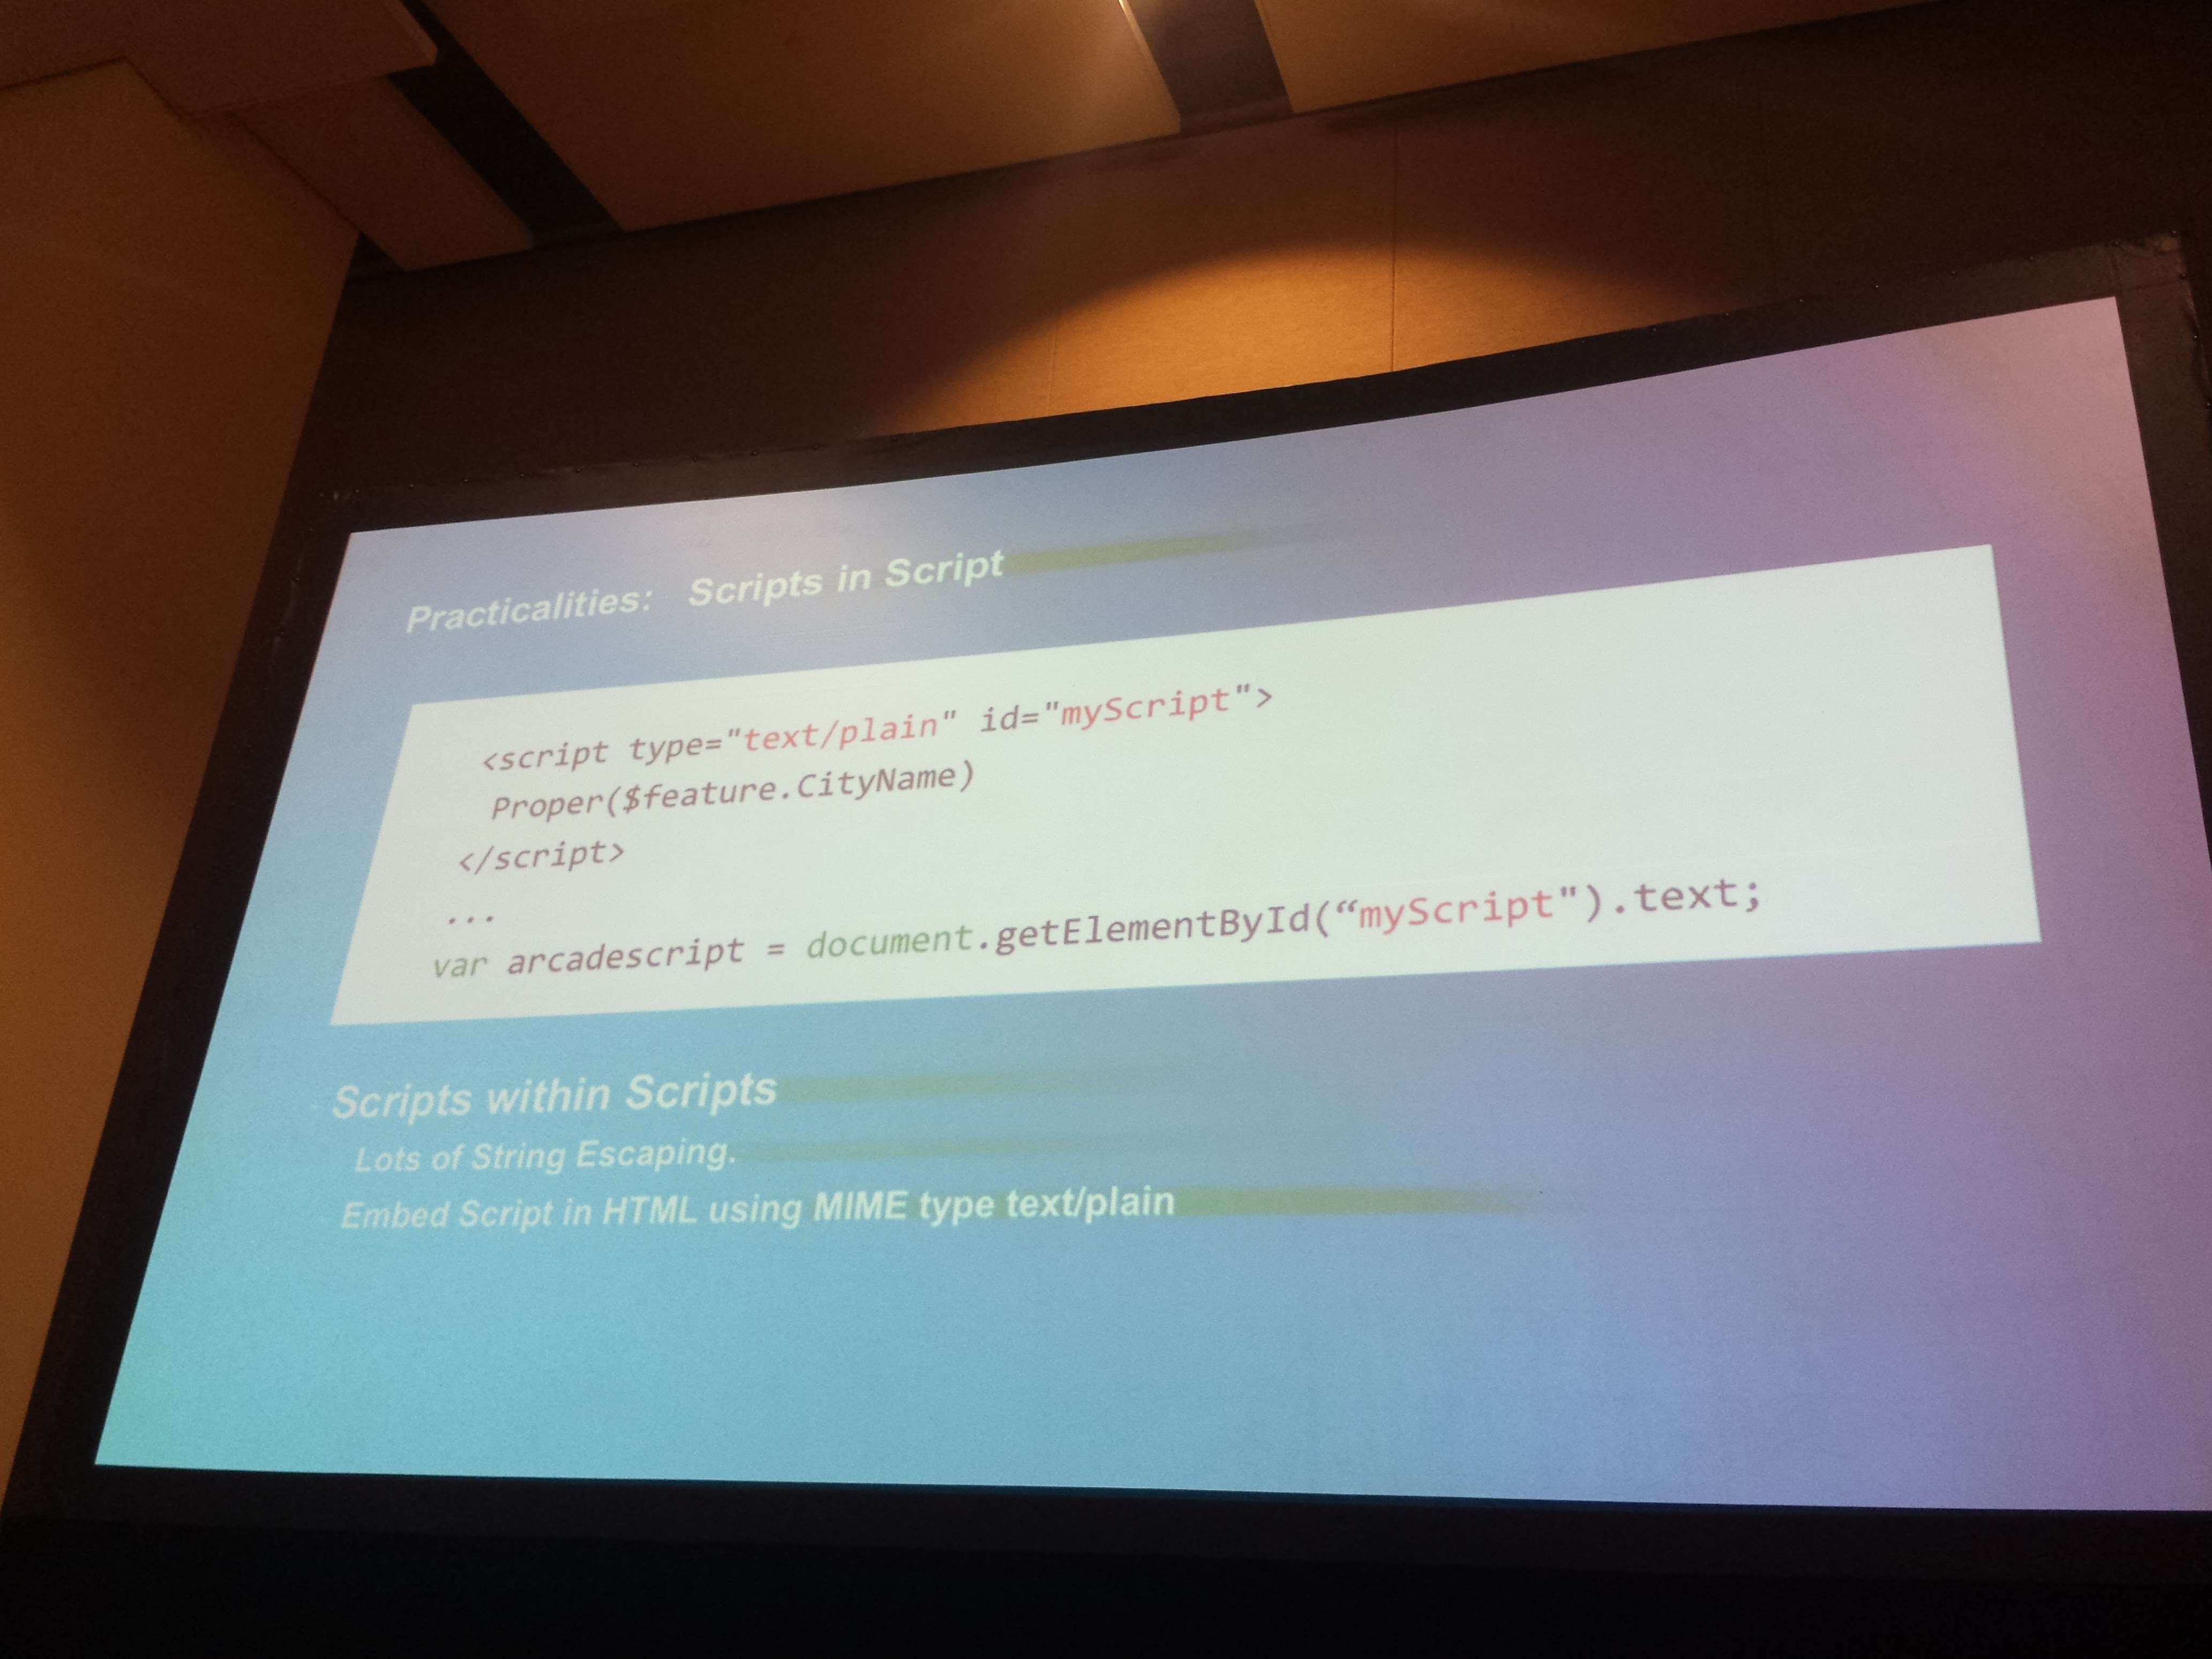 Practicalities: Scripts in Script
<script type="text/plain" id="myScript">
Proper($feature.CityName)
</script>
...
var arcadescript = document.getElementById(“myScript").text;
Scripts within Scripts
Lots of String Escaping.
Embed Script in HTML using MIME type text/plain